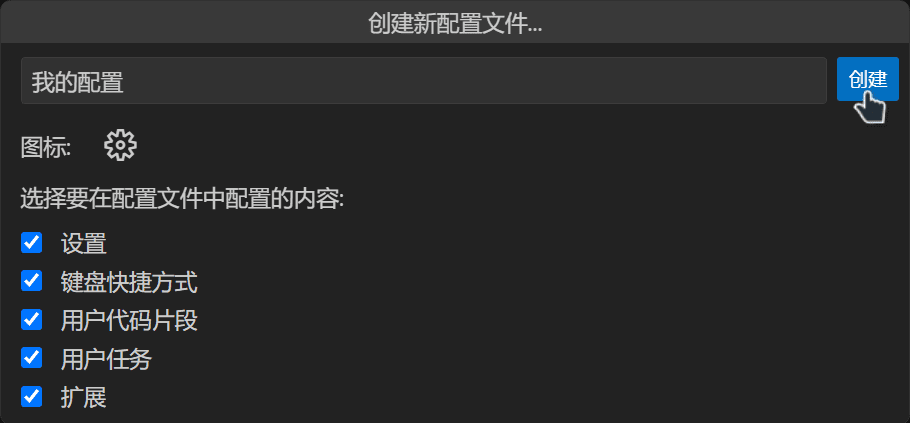 创建新配置文件...
我的配置
创建
图标:
选择要在配置文件中配置的内容:
设置
键盘快捷方式
用户代码片段
用户任务
扩展